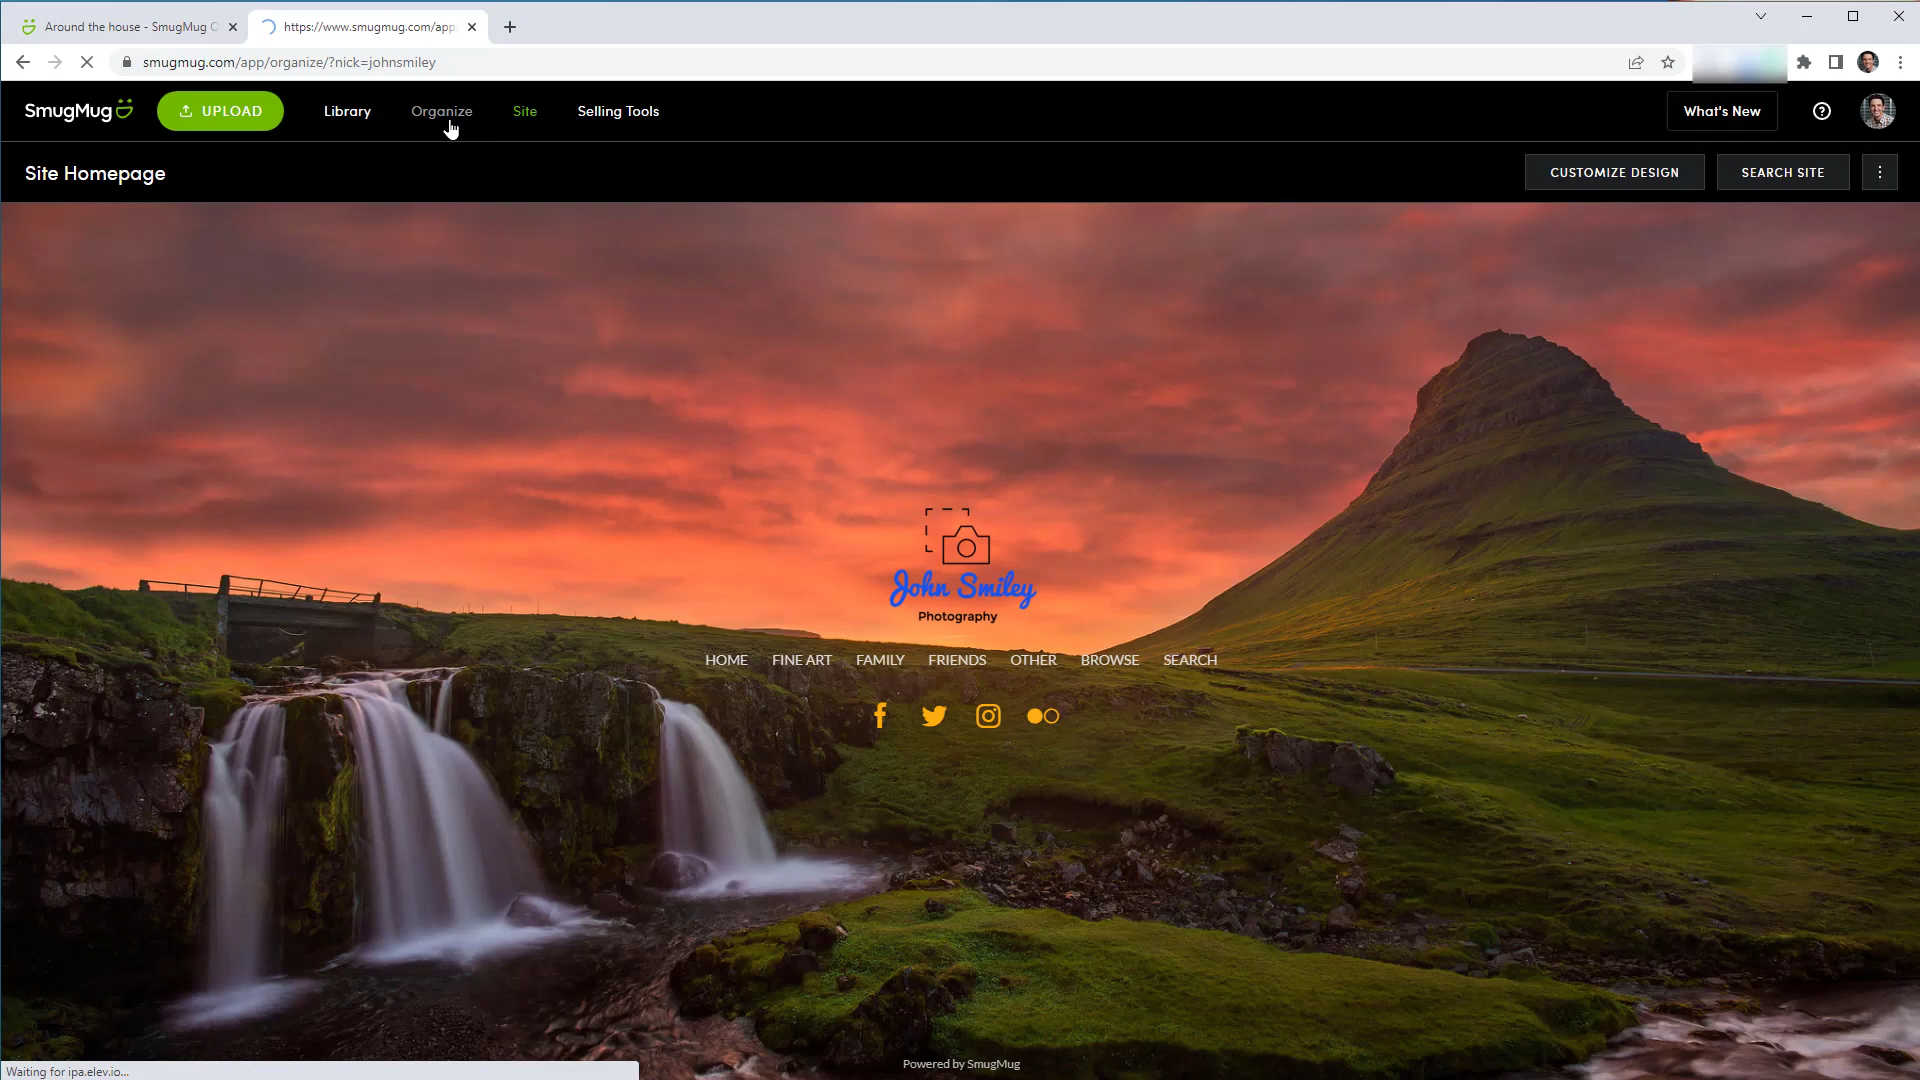 Around the house - SmugMug O
https://www.smugmug.com/app
smugmug.com/app/organize/?nick=johnsmiley
SmugMug
UPLOAD
Library
Organize
Site
Selling Tools
What's New
Site Homepage
CUSTOMIZE DESIGN
SEARCH SITE
John Smiley
Photography
HOME
FINE ART
FAMILY
FRIENDS
OTHER
BROWSE
SEARCH
Powered by SmugMug
Waiting for ipa.elev.io...